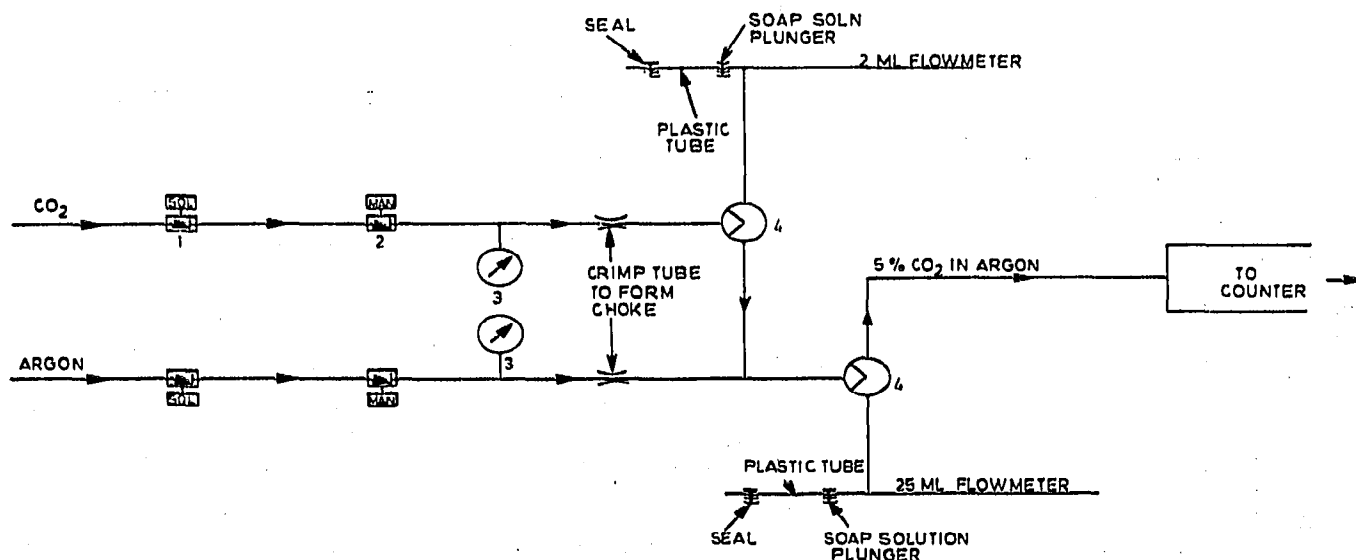 SEAL
SOAP SOLN
PLUNGER
2 ML FLOWMETER
PLASTIC
TUBE
SOL
MAN
CO2
1
2
4
3
CRIMP TUBE
TO FORM
CHOKE
5% CO2 IN ARGON
TO
COUNTER
3
ARGON
4
SOL
MAN
PLASTIC TUBE
25 ML FLOWMETER
SEAL
SOAP SOLUTION
PLUNGER